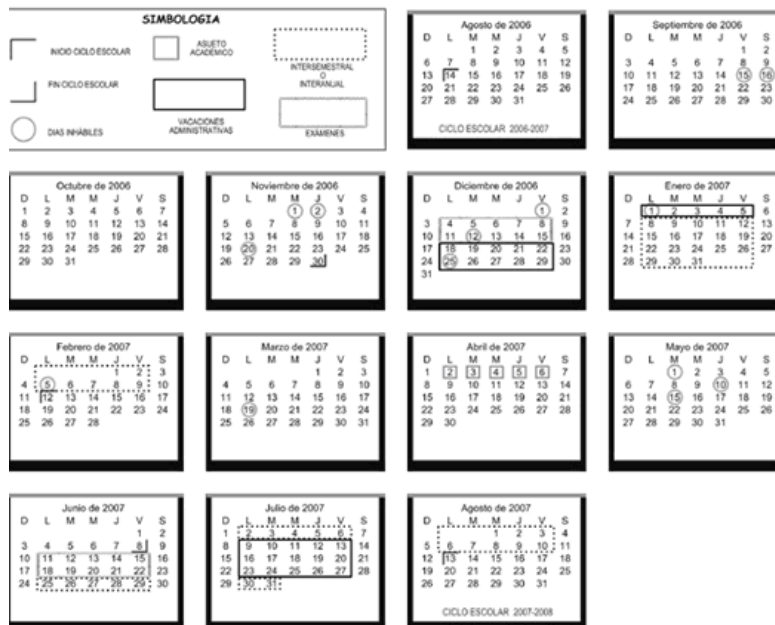 SIMBOLOGIA
INICIO CICLO ESCOLAR
ASUETO
ACADÉMICO
INTERSEMESTRAL
O
INTERANUAL
FIN CICLO ESCOLAR
DIAS INHÁBILES
VACACIONES
ADMINISTRATIVAS
EXÁMENES
Agosto de 2006
D L M M J V S
1 2 3 4 5
6 7 8 9 10 11 12
13 14 15 16 17 18 19
20 21 22 23 24 25 26
27 28 29 30 31
CICLO ESCOLAR 2006-2007
Septiembre de 2006
D L M M J V S
1 2
3 4 5 6 7 8 9
10 11 12 13 14 15 16
17 18 19 20 21 22 23
24 25 26 27 28 29 30
Octubre de 2006
D L M M J V S
1 2 3 4 5 6 7
8 9 10 11 12 13 14
15 16 17 18 19 20 21
22 23 24 25 26 27 28
29 30 31
Noviembre de 2006
D L M M J V S
1 2 3 4
5 6 7 8 9 10 11
12 13 14 15 16 17 18
19 20 21 22 23 24 25
26 27 28 29 30
Diciembre de 2006
D L M M J V S
1 2
3 4 5 6 7 8 9
10 11 12 13 14 15 16
17 18 19 20 21 22 23
24 25 26 27 28 29 30
31
Enero de 2007
D L M M J V S
1 2 3 4 5 6
7 8 9 10 11 12 13
14 15 16 17 18 19 20
21 22 23 24 25 26 27
28 29 30 31
Febrero de 2007
D L M M J V S
1 2 3
4 5 6 7 8 9 10
11 12 13 14 15 16 17
18 19 20 21 22 23 24
25 26 27 28
Marzo de 2007
D L M M J V S
1 2 3
4 5 6 7 8 9 10
11 12 13 14 15 16 17
18 19 20 21 22 23 24
25 26 27 28 29 30 31
Abril de 2007
D L M M J V S
1 2 3 4 5 6 7
8 9 10 11 12 13 14
15 16 17 18 19 20 21
22 23 24 25 26 27 28
29 30
Mayo de 2007
D L M M J V S
1 2 3 4 5
6 7 8 9 10 11 12
13 14 15 16 17 18 19
20 21 22 23 24 25 26
27 28 29 30 31
Junio de 2007
D L M M J V S
1 2
3 4 5 6 7 8 9
10 11 12 13 14 15 16
17 18 19 20 21 22 23
24 25 26 27 28 29 30
Julio de 2007
D L M M J V S
1 2 3 4 5 6 7
8 9 10 11 12 13 14
15 16 17 18 19 20 21
22 23 24 25 26 27 28
29 30 31
Agosto de 2007
D L M M J V S
1 2 3 4
5 6 7 8 9 10 11
12 13 14 15 16 17 18
19 20 21 22 23 24 25
26 27 28 29 30 31
CICLO ESCOLAR 2007-2008